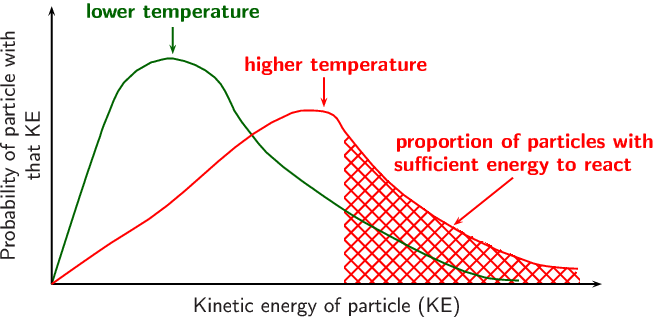 lower temperature
higher temperature
proportion of particles with
sufficient energy to react
Probability of particle with
that KE
Kinetic energy of particle (KE)